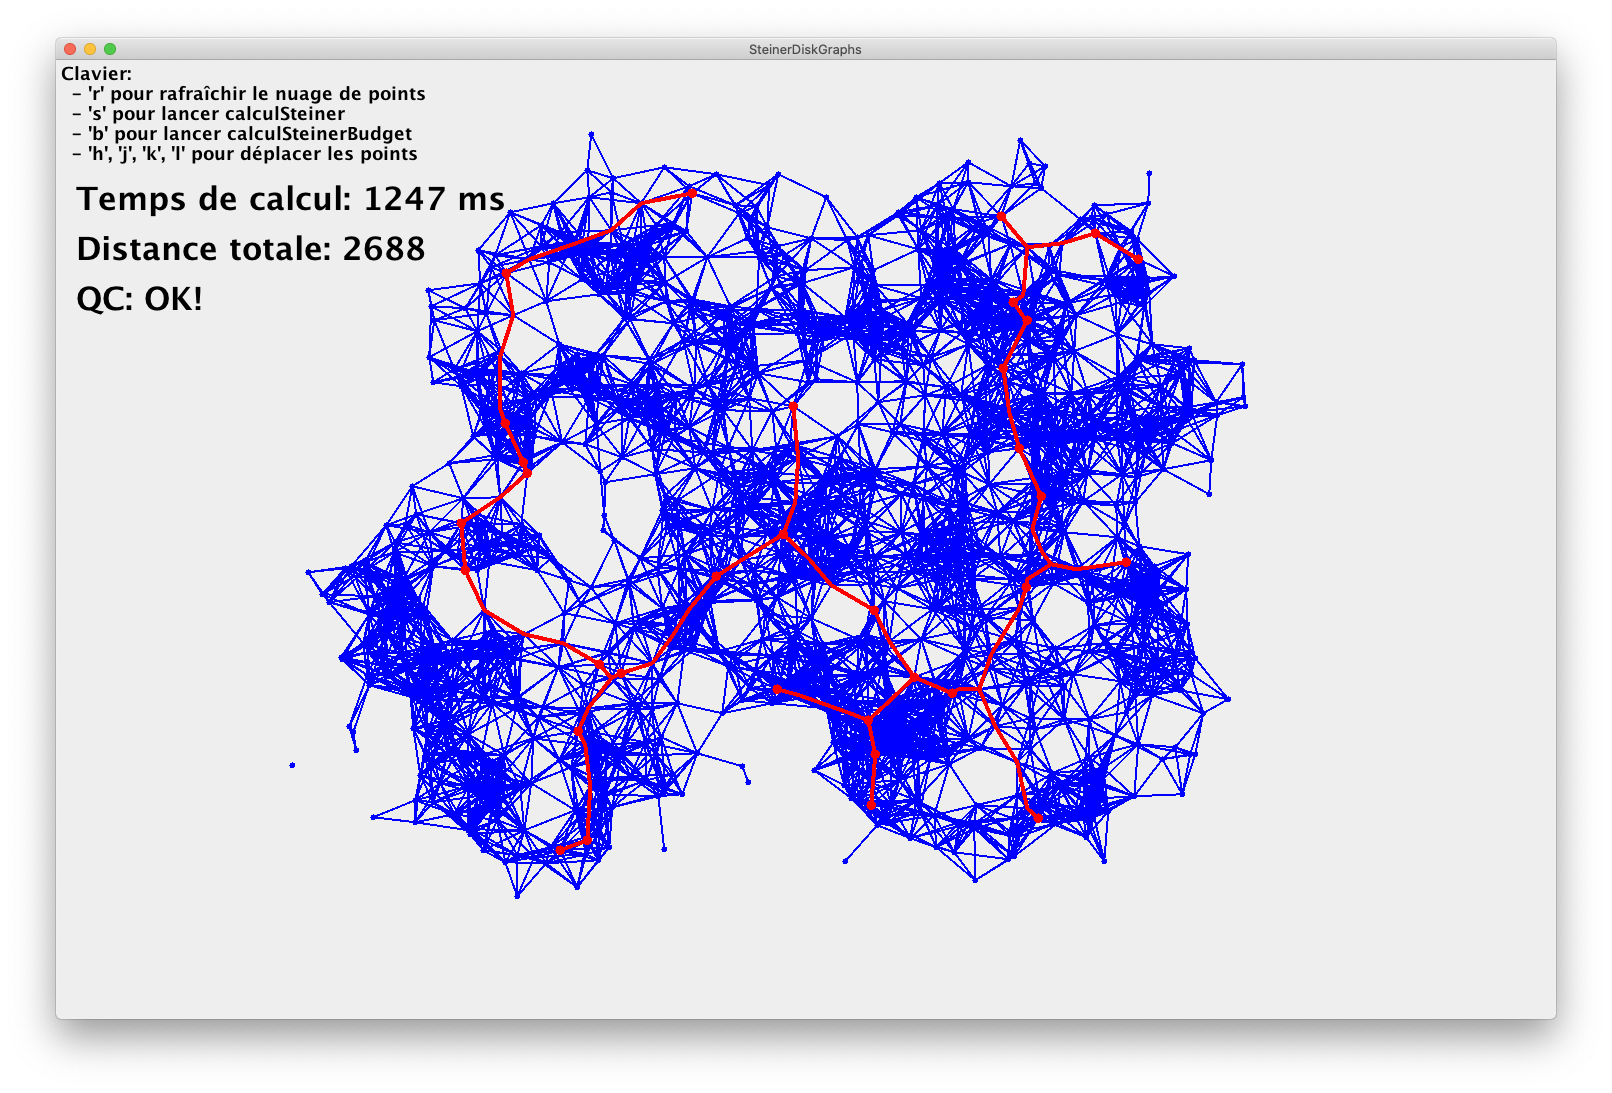 SteinerDiskGraphs
Clavier:
- 'r' pour rafraîchir le nuage de points
- 's' pour lancer calculSteiner
- 'b' pour lancer calculSteinerBudget
- 'h', 'j', 'k', 'l' pour déplacer les points
Temps de calcul: 1247 ms
Distance totale: 2688
QC: OK!